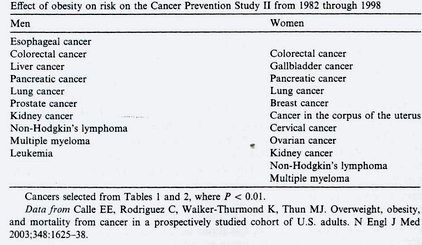 Effect of obesity on risk on the Cancer Prevention Study II from 1982 through 1998
Men Women
Esophageal cancer
Colorectal cancer Colorectal cancer
Liver cancer Gallbladder cancer
Pancreatic cancer Pancreatic cancer
Lung cancer Lung cancer
Prostate cancer Breast cancer
Kidney cancer Cancer in the corpus of the uterus
Non-Hodgkin's lymphoma Cervical cancer
Multiple myeloma Ovarian cancer
Leukemia Kidney cancer
Non-Hodgkin's lymphoma
Multiple myeloma
Cancers selected from Tables 1 and 2, where P < 0.01.
Data from Calle EE, Rodriguez C, Walker-Thurmond K, Thun MJ. Overweight, obesity,
and mortality from cancer in a prospectively studied cohort of U.S. adults. N Engl J Med
2003;348:1625–38.